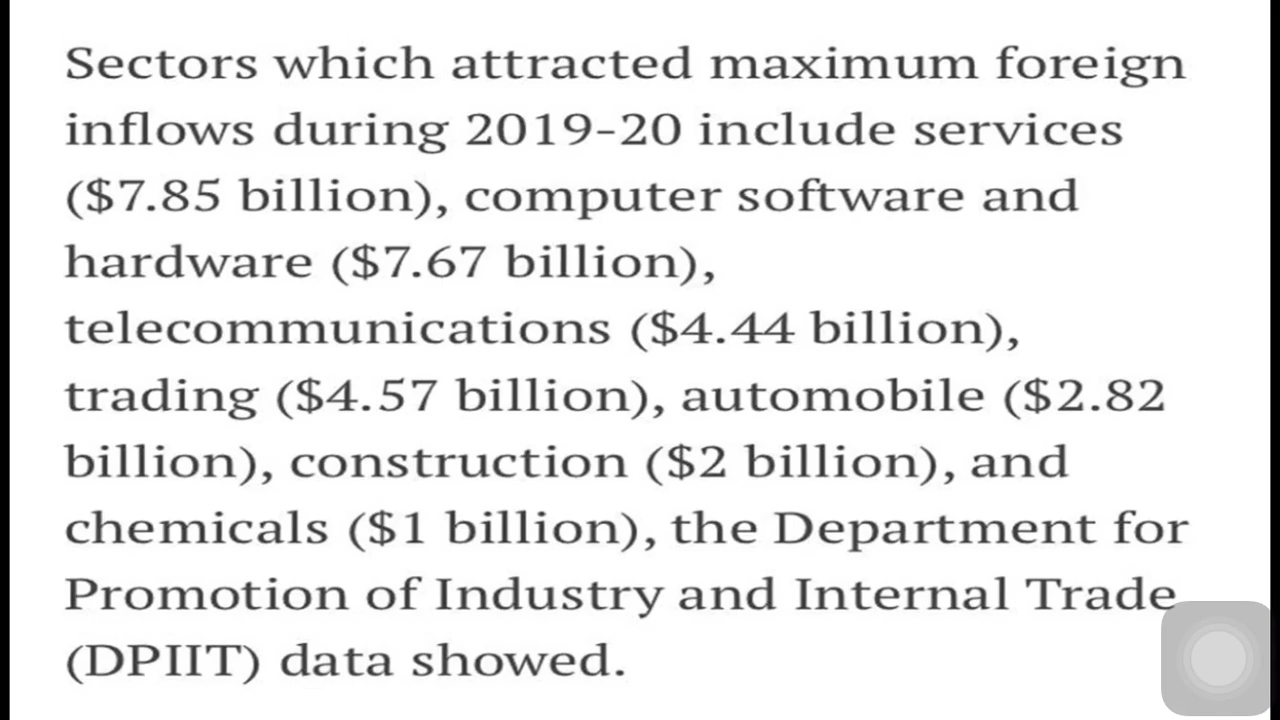 Sectors which attracted maximum foreign
inflows during 2019-20 include services
($7.85 billion), computer software and
hardware ($7.67 billion),
telecommunications ($4.44 billion),
trading ($4.57 billion), automobile ($2.82
billion), construction ($2 billion), and
chemicals ($1 billion), the Department for
Promotion of Industry and Internal Trade
(DPIIT) data showed.